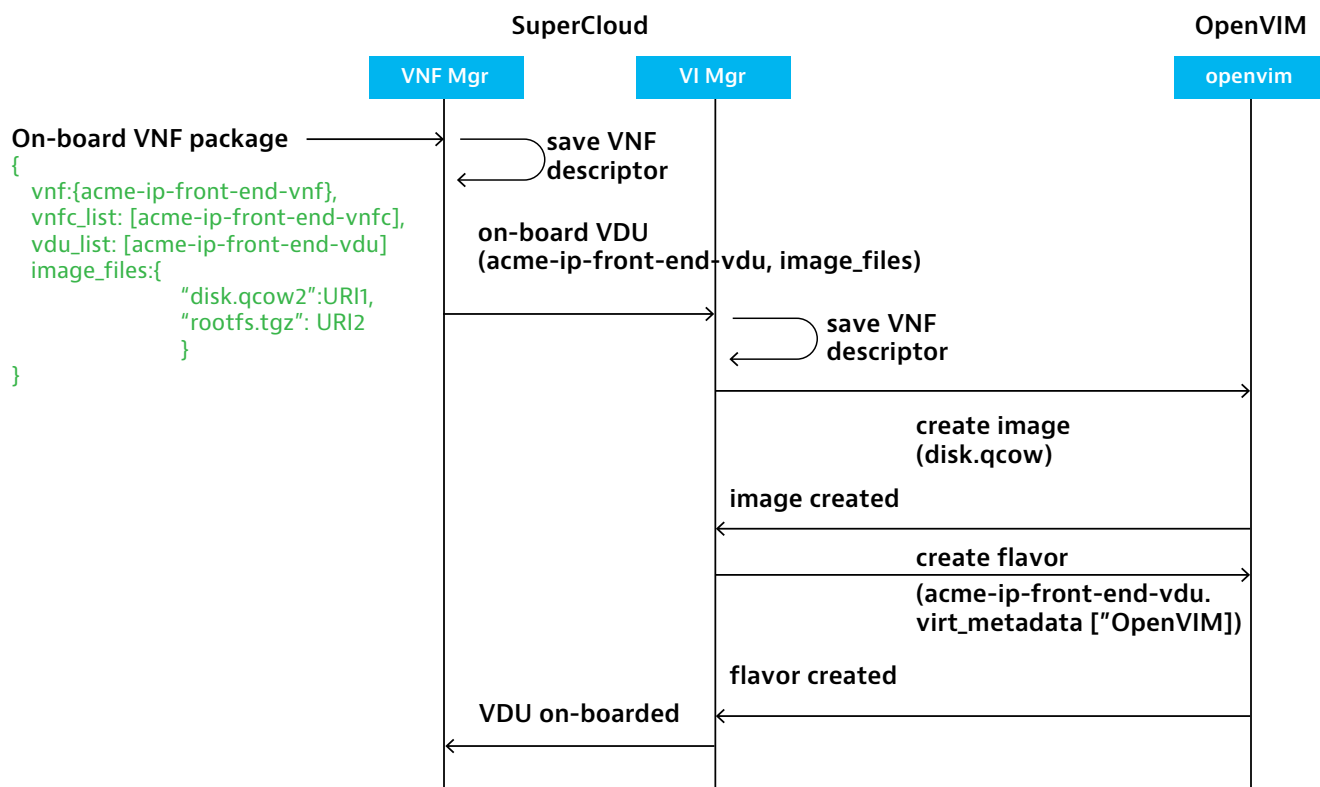 SuperCloud
OpenVIM
VNF Mgr
VI Mgr
openvim
On-board VNF package
{
vnf:{acme-ip-front-end-vnf},
vnfc_list: [acme-ip-front-end-vnfc],
vdu_list: [acme-ip-front-end-vdu]
image_files:{
“disk.qcow2”:URI1,
“rootfs.tgz”: URI2
}
}
save VNF
descriptor
on-board VDU
(acme-ip-front-end-vdu, image_files)
save VNF
descriptor
create image
(disk.qcow)
image created
create flavor
(acme-ip-front-end-vdu.
virt_metadata [”OpenVIM])
flavor created
VDU on-boarded